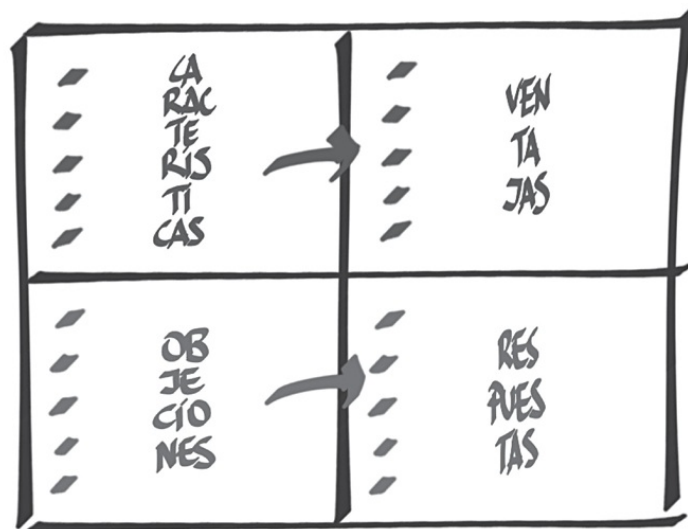 CA
RAC
TE
RÍS
TI
CAS
VEN
TA
JAS
OB
JE
CIO
NES
RES
PUES
TAS